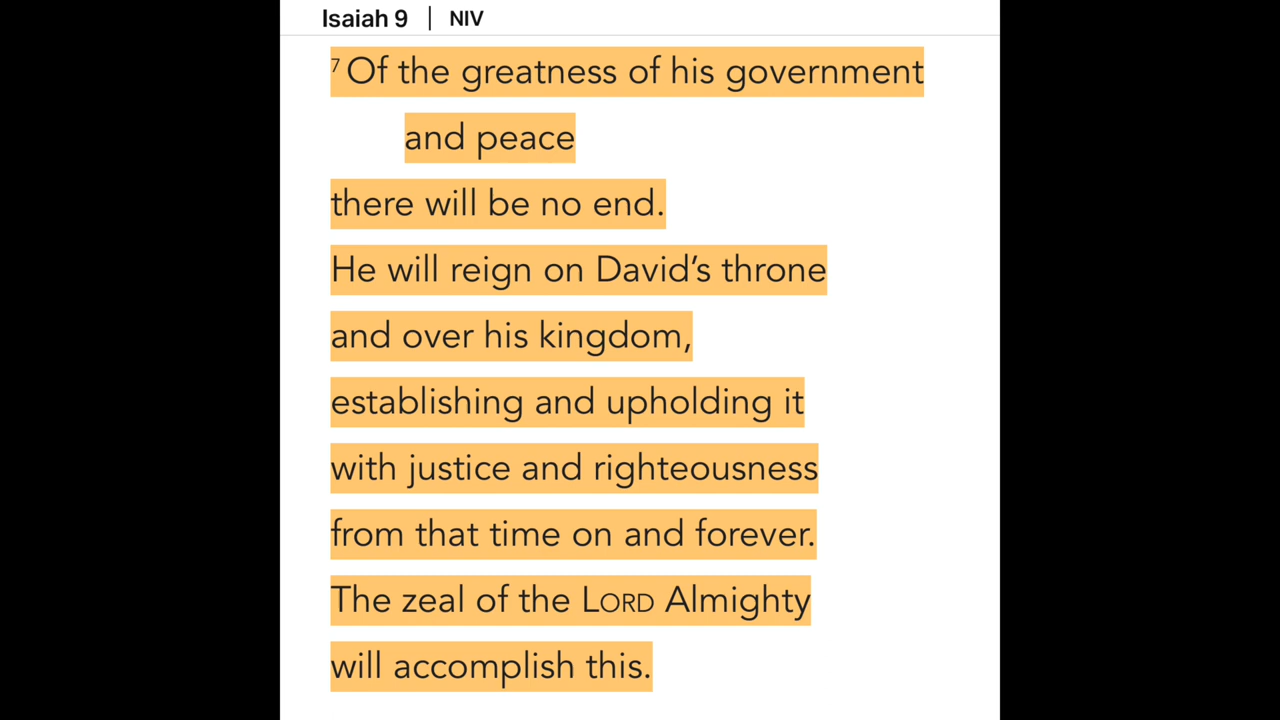 Isaiah 9 | NIV
7 Of the greatness of his government
and peace
there will be no end.
He will reign on David’s throne
and over his kingdom,
establishing and upholding it
with justice and righteousness
from that time on and forever.
The zeal of the LORD Almighty
will accomplish this.